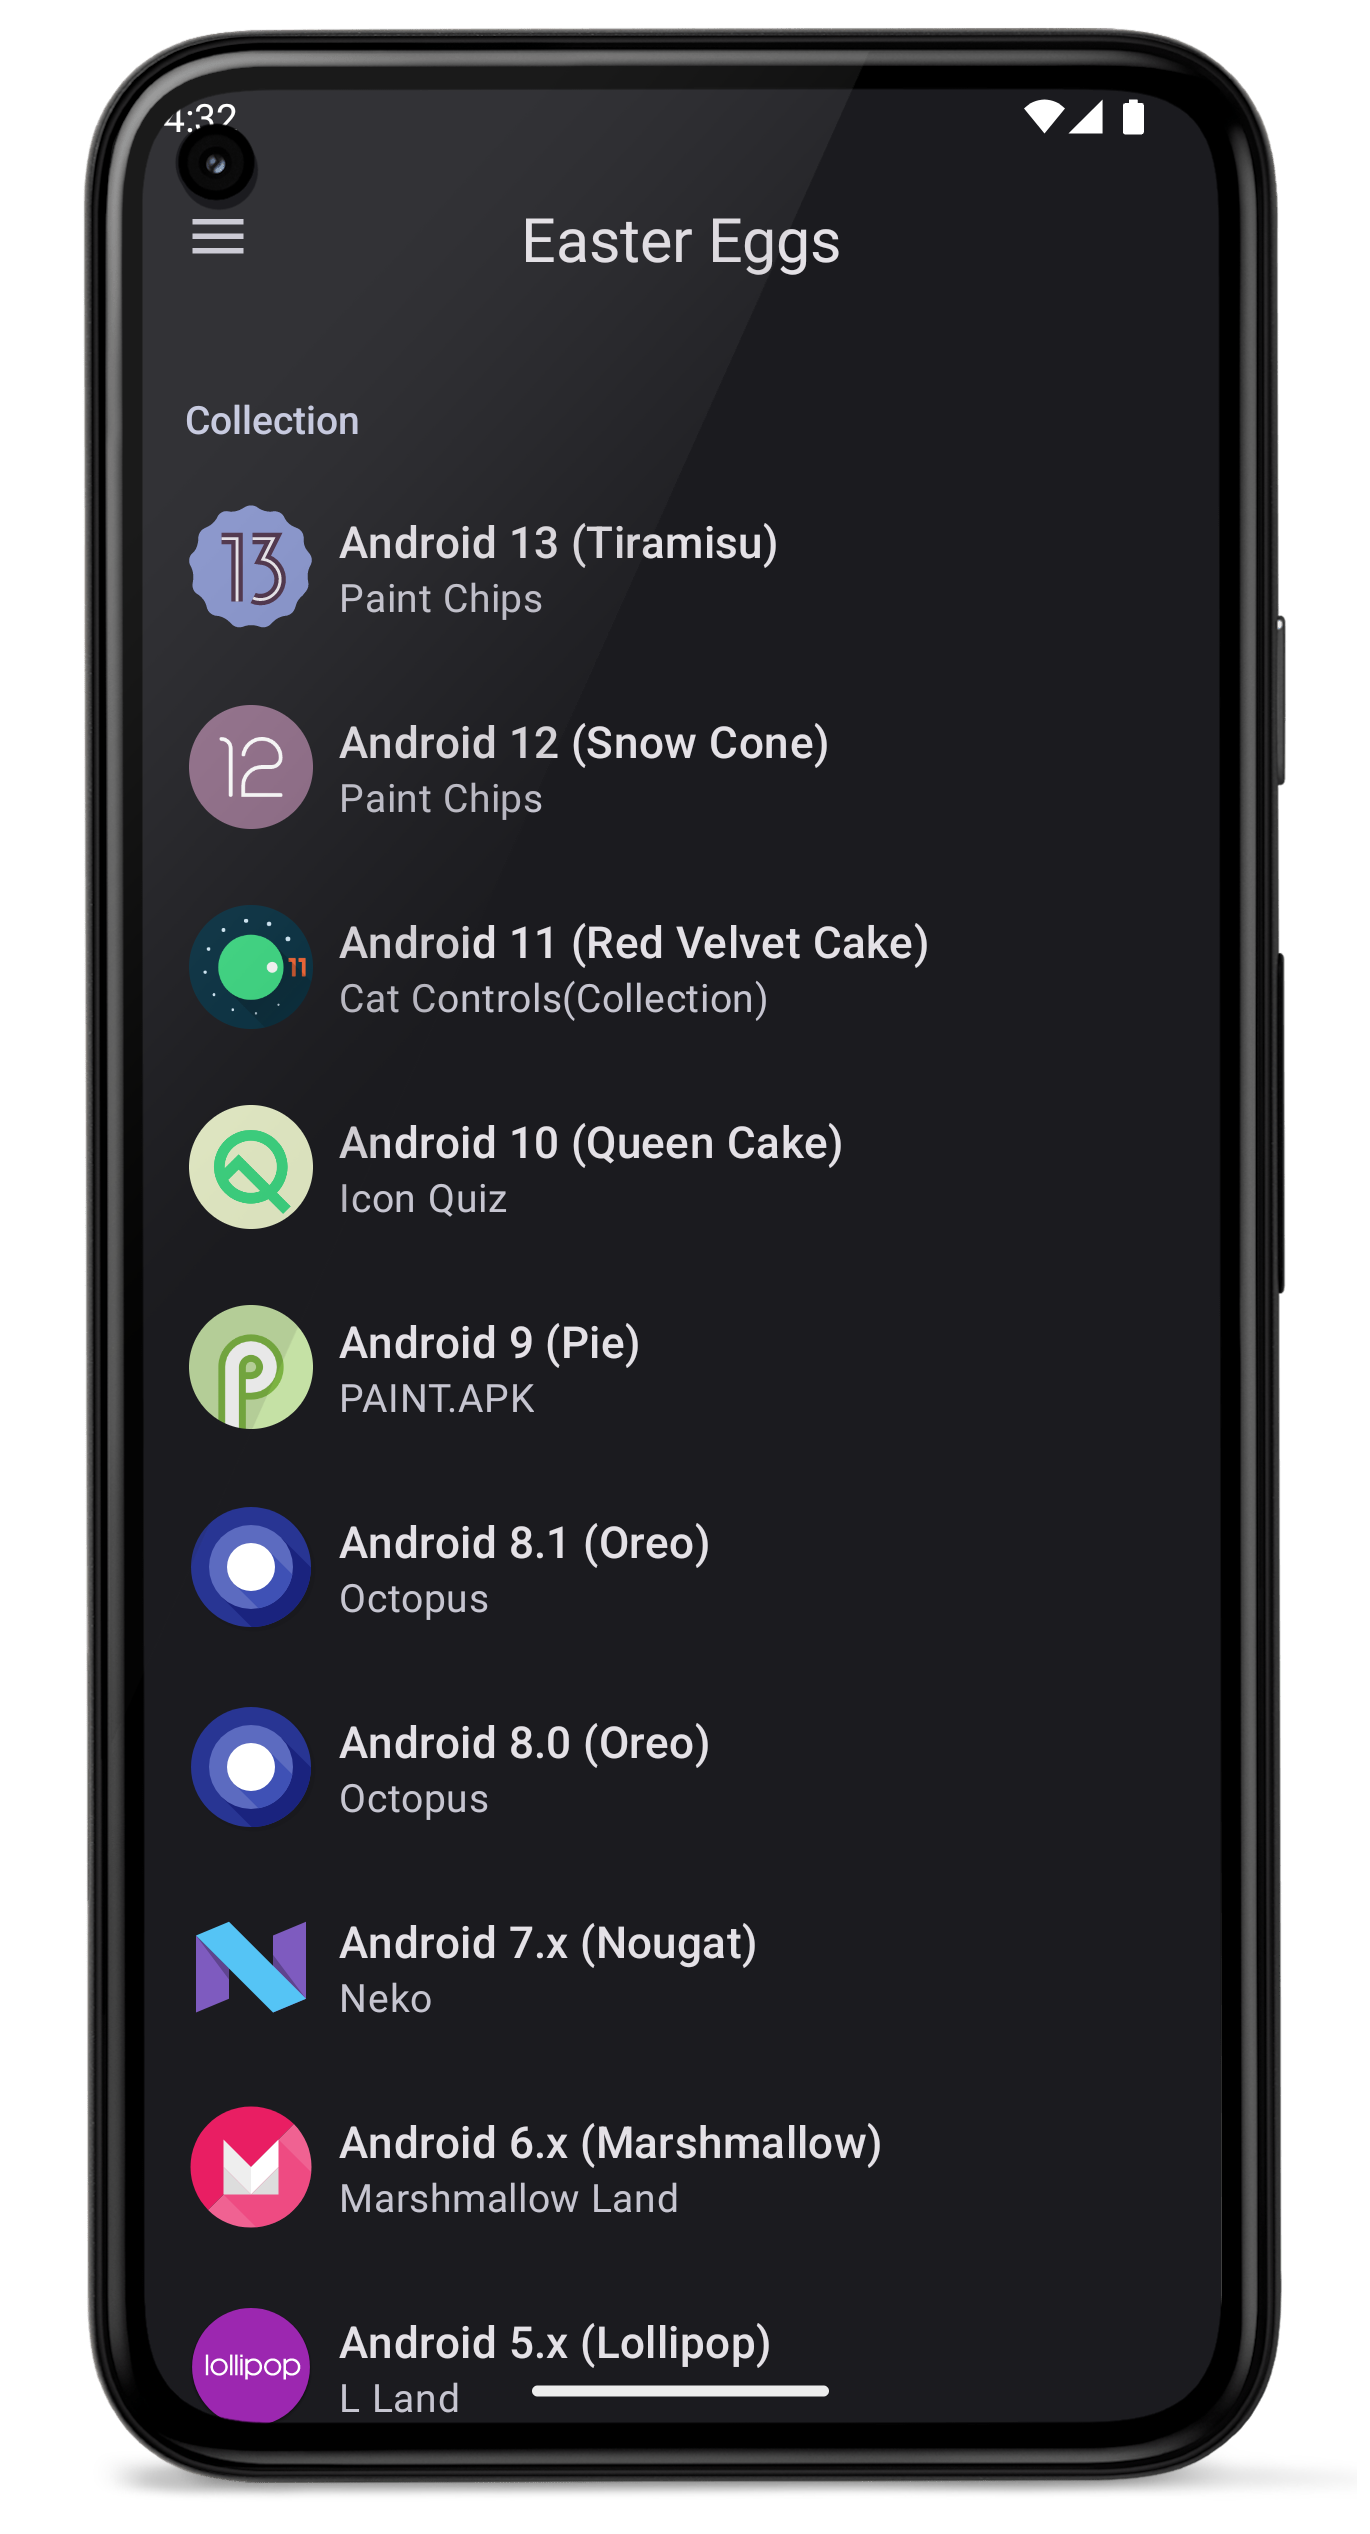 4:32
Easter Eggs
Collection
13
Android 13 (Tiramisu)
Paint Chips
12
Android 12 (Snow Cone)
Paint Chips
11
Android 11 (Red Velvet Cake)
Cat Controls(Collection)
Android 10 (Queen Cake)
Icon Quiz
Android 9 (Pie)
PAINT.APK
Android 8.1 (Oreo)
Octopus
Android 8.0 (Oreo)
Octopus
Android 7.x (Nougat)
Neko
Android 6.x (Marshmallow)
Marshmallow Land
lollipop
Android 5.x (Lollipop)
L Land